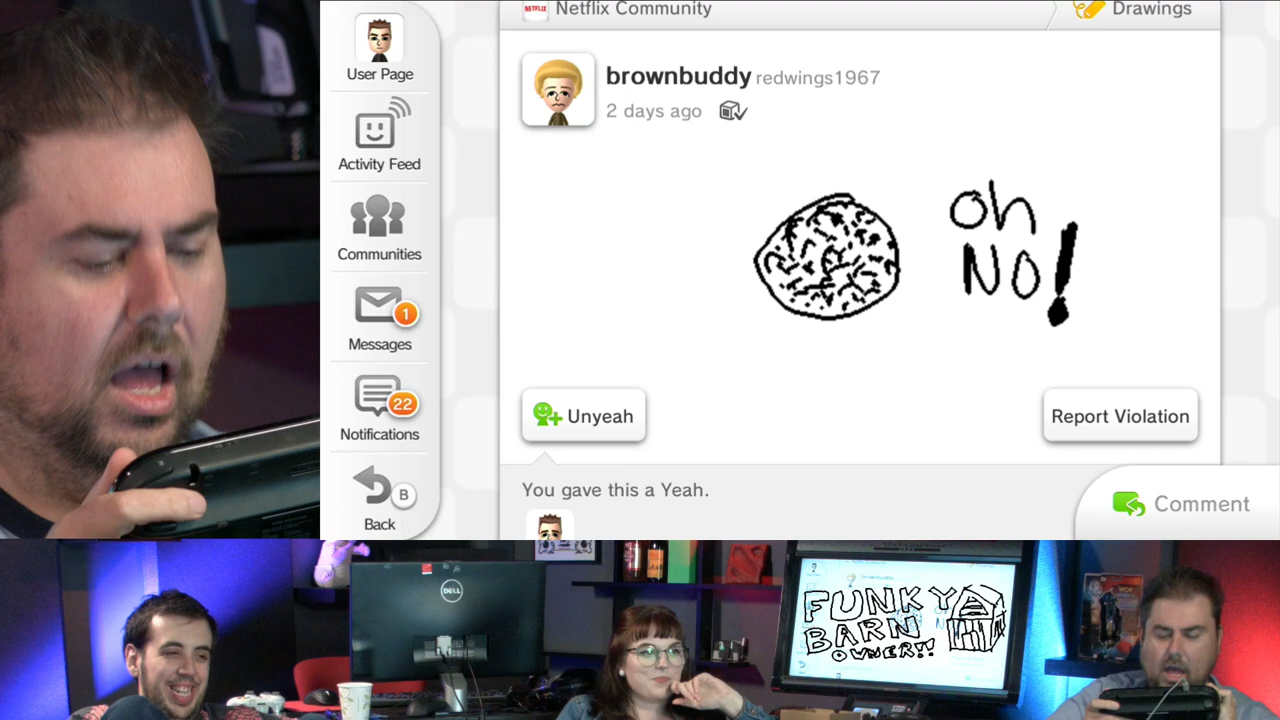 NETFLIX Netflix Community
Drawings
User Page
Activity Feed
Communities
1
Messages
22
Notifications
B
Back
brownbuddy redwings1967
2 days ago
Oh
NO!
Unyeah
Report Violation
You gave this a Yeah.
Comment
DELL
FUNKY
BARN
OWNER!!